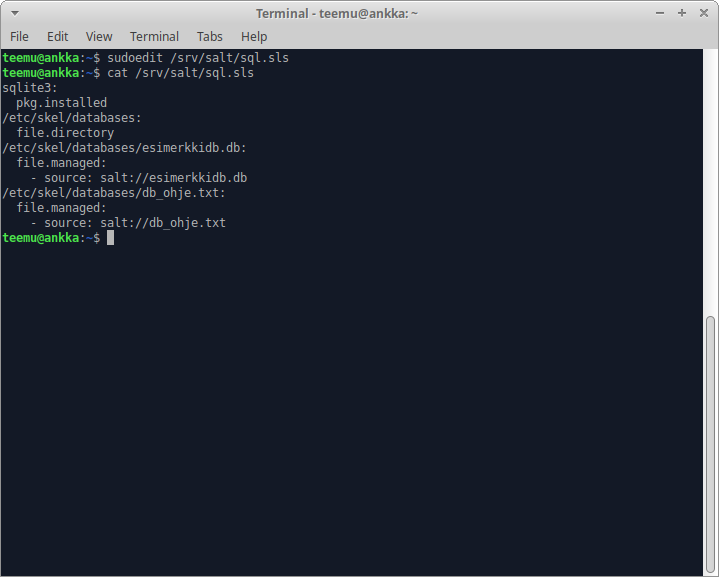 Terminal - teemu@ankka: ~
File Edit View Terminal Tabs Help
teemu@ankka:~$ sudoedit /srv/salt/sql.sls
teemu@ankka:~$ cat /srv/salt/sql.sls
sqlite3:
  pkg.installed
/etc/skel/databases:
  file.directory
/etc/skel/databases/esimerkkidb.db:
  file.managed:
    - source: salt://esimerkkidb.db
/etc/skel/databases/db_ohje.txt:
  file.managed:
    - source: salt://db_ohje.txt
teemu@ankka:~$